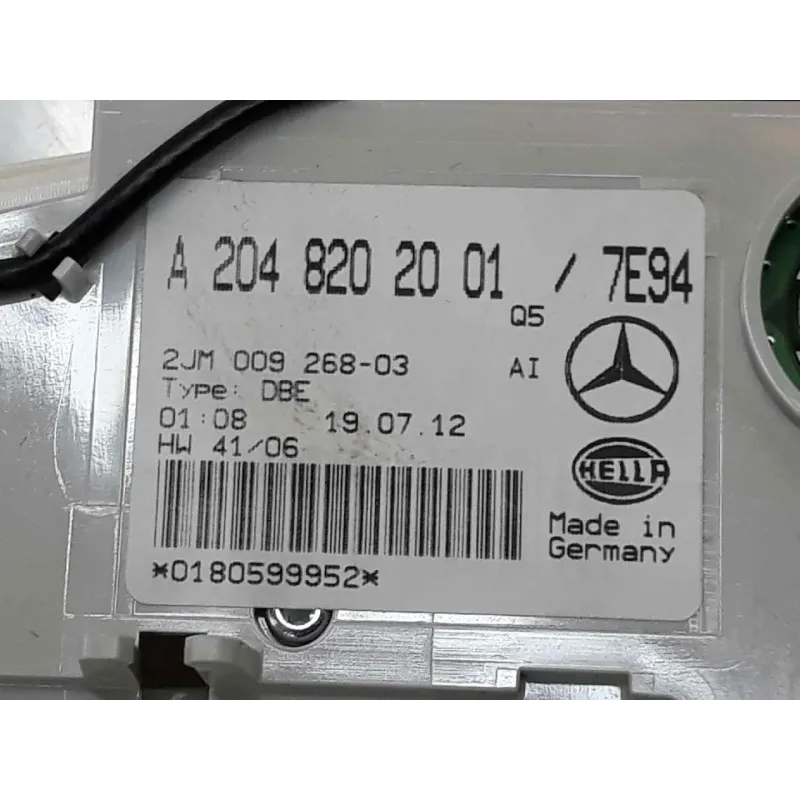 A 204 820 20 01 / 7E94
Q5
2JM 009 268-03 AI
Type: DBE
01:08 19.07.12
HW 41/06
HELLA
Made in
Germany
*0180599952*